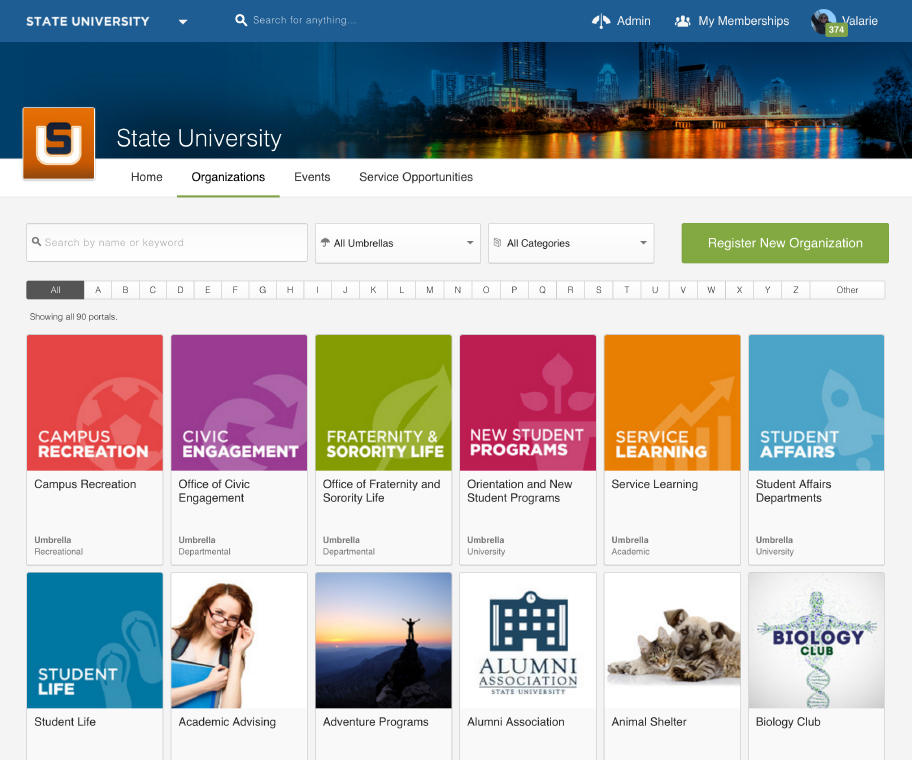 STATE UNIVERSITY
Search for anything...
Admin
My Memberships
Valarie
374
US
State University
Home
Organizations
Events
Service Opportunities
Search by name or keyword
All Umbrellas
All Categories
Register New Organization
All A B C D E F G H I J K L M N O P Q R S T U V W X Y Z Other
Showing all 90 portals.
CAMPUS
RECREATION
Campus Recreation
Umbrella
Recreational
CIVIC
ENGAGEMENT
Office of Civic
Engagement
Umbrella
Departmental
FRATERNITY &
SORORITY LIFE
Office of Fraternity and
Sorority Life
Umbrella
Departmental
NEW STUDENT
PROGRAMS
Orientation and New
Student Programs
Umbrella
University
SERVICE
LEARNING
Service Learning
Umbrella
Academic
STUDENT
AFFAIRS
Student Affairs
Departments
Umbrella
University
STUDENT
LIFE
Student Life
Academic Advising
Adventure Programs
ALUMNI
ASSOCIATION
STATE UNIVERSITY
Alumni Association
Animal Shelter
BIOLOGY
CLUB
Biology Club